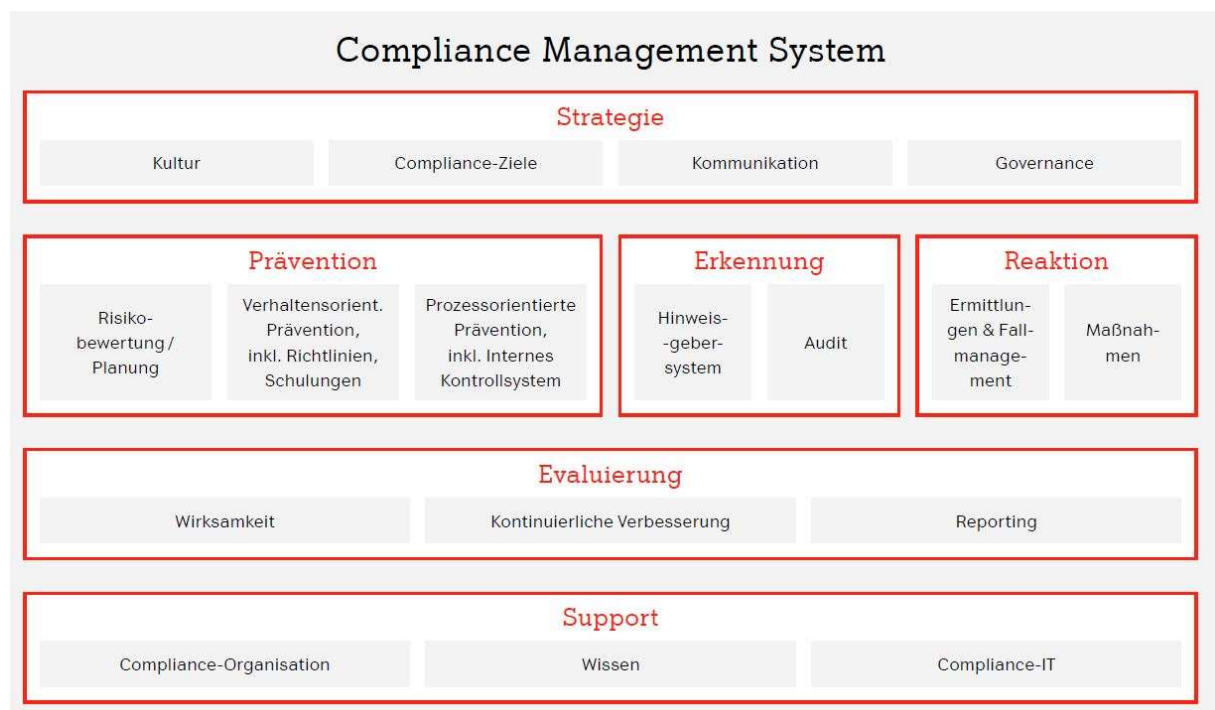 Compliance Management System
Strategie
Kultur
Compliance-Ziele
Kommunikation
Governance
Prävention
Risiko-
bewertung /
Planung
Verhaltensorient.
Prävention,
inkl. Richtlinien,
Schulungen
Prozessorientierte
Prävention,
inkl. Internes
Kontrollsystem
Erkennung
Hinweis-
-geber-
system
Audit
Reaktion
Ermittlun-
gen & Fall-
manage-
ment
Maßnah-
men
Evaluierung
Wirksamkeit
Kontinuierliche Verbesserung
Reporting
Support
Compliance-Organisation
Wissen
Compliance-IT